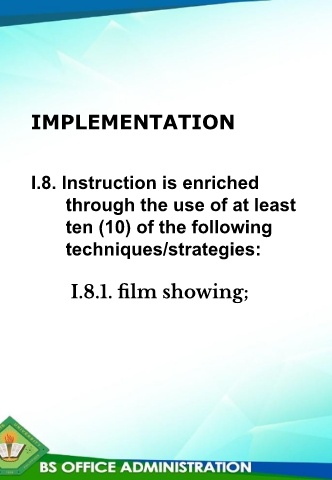 IMPLEMENTATION
I.8. Instruction is enriched
through the use of at least
ten (10) of the following
techniques/strategies:
I.8.1. film showing;
BS OFFICE ADMINISTRATION